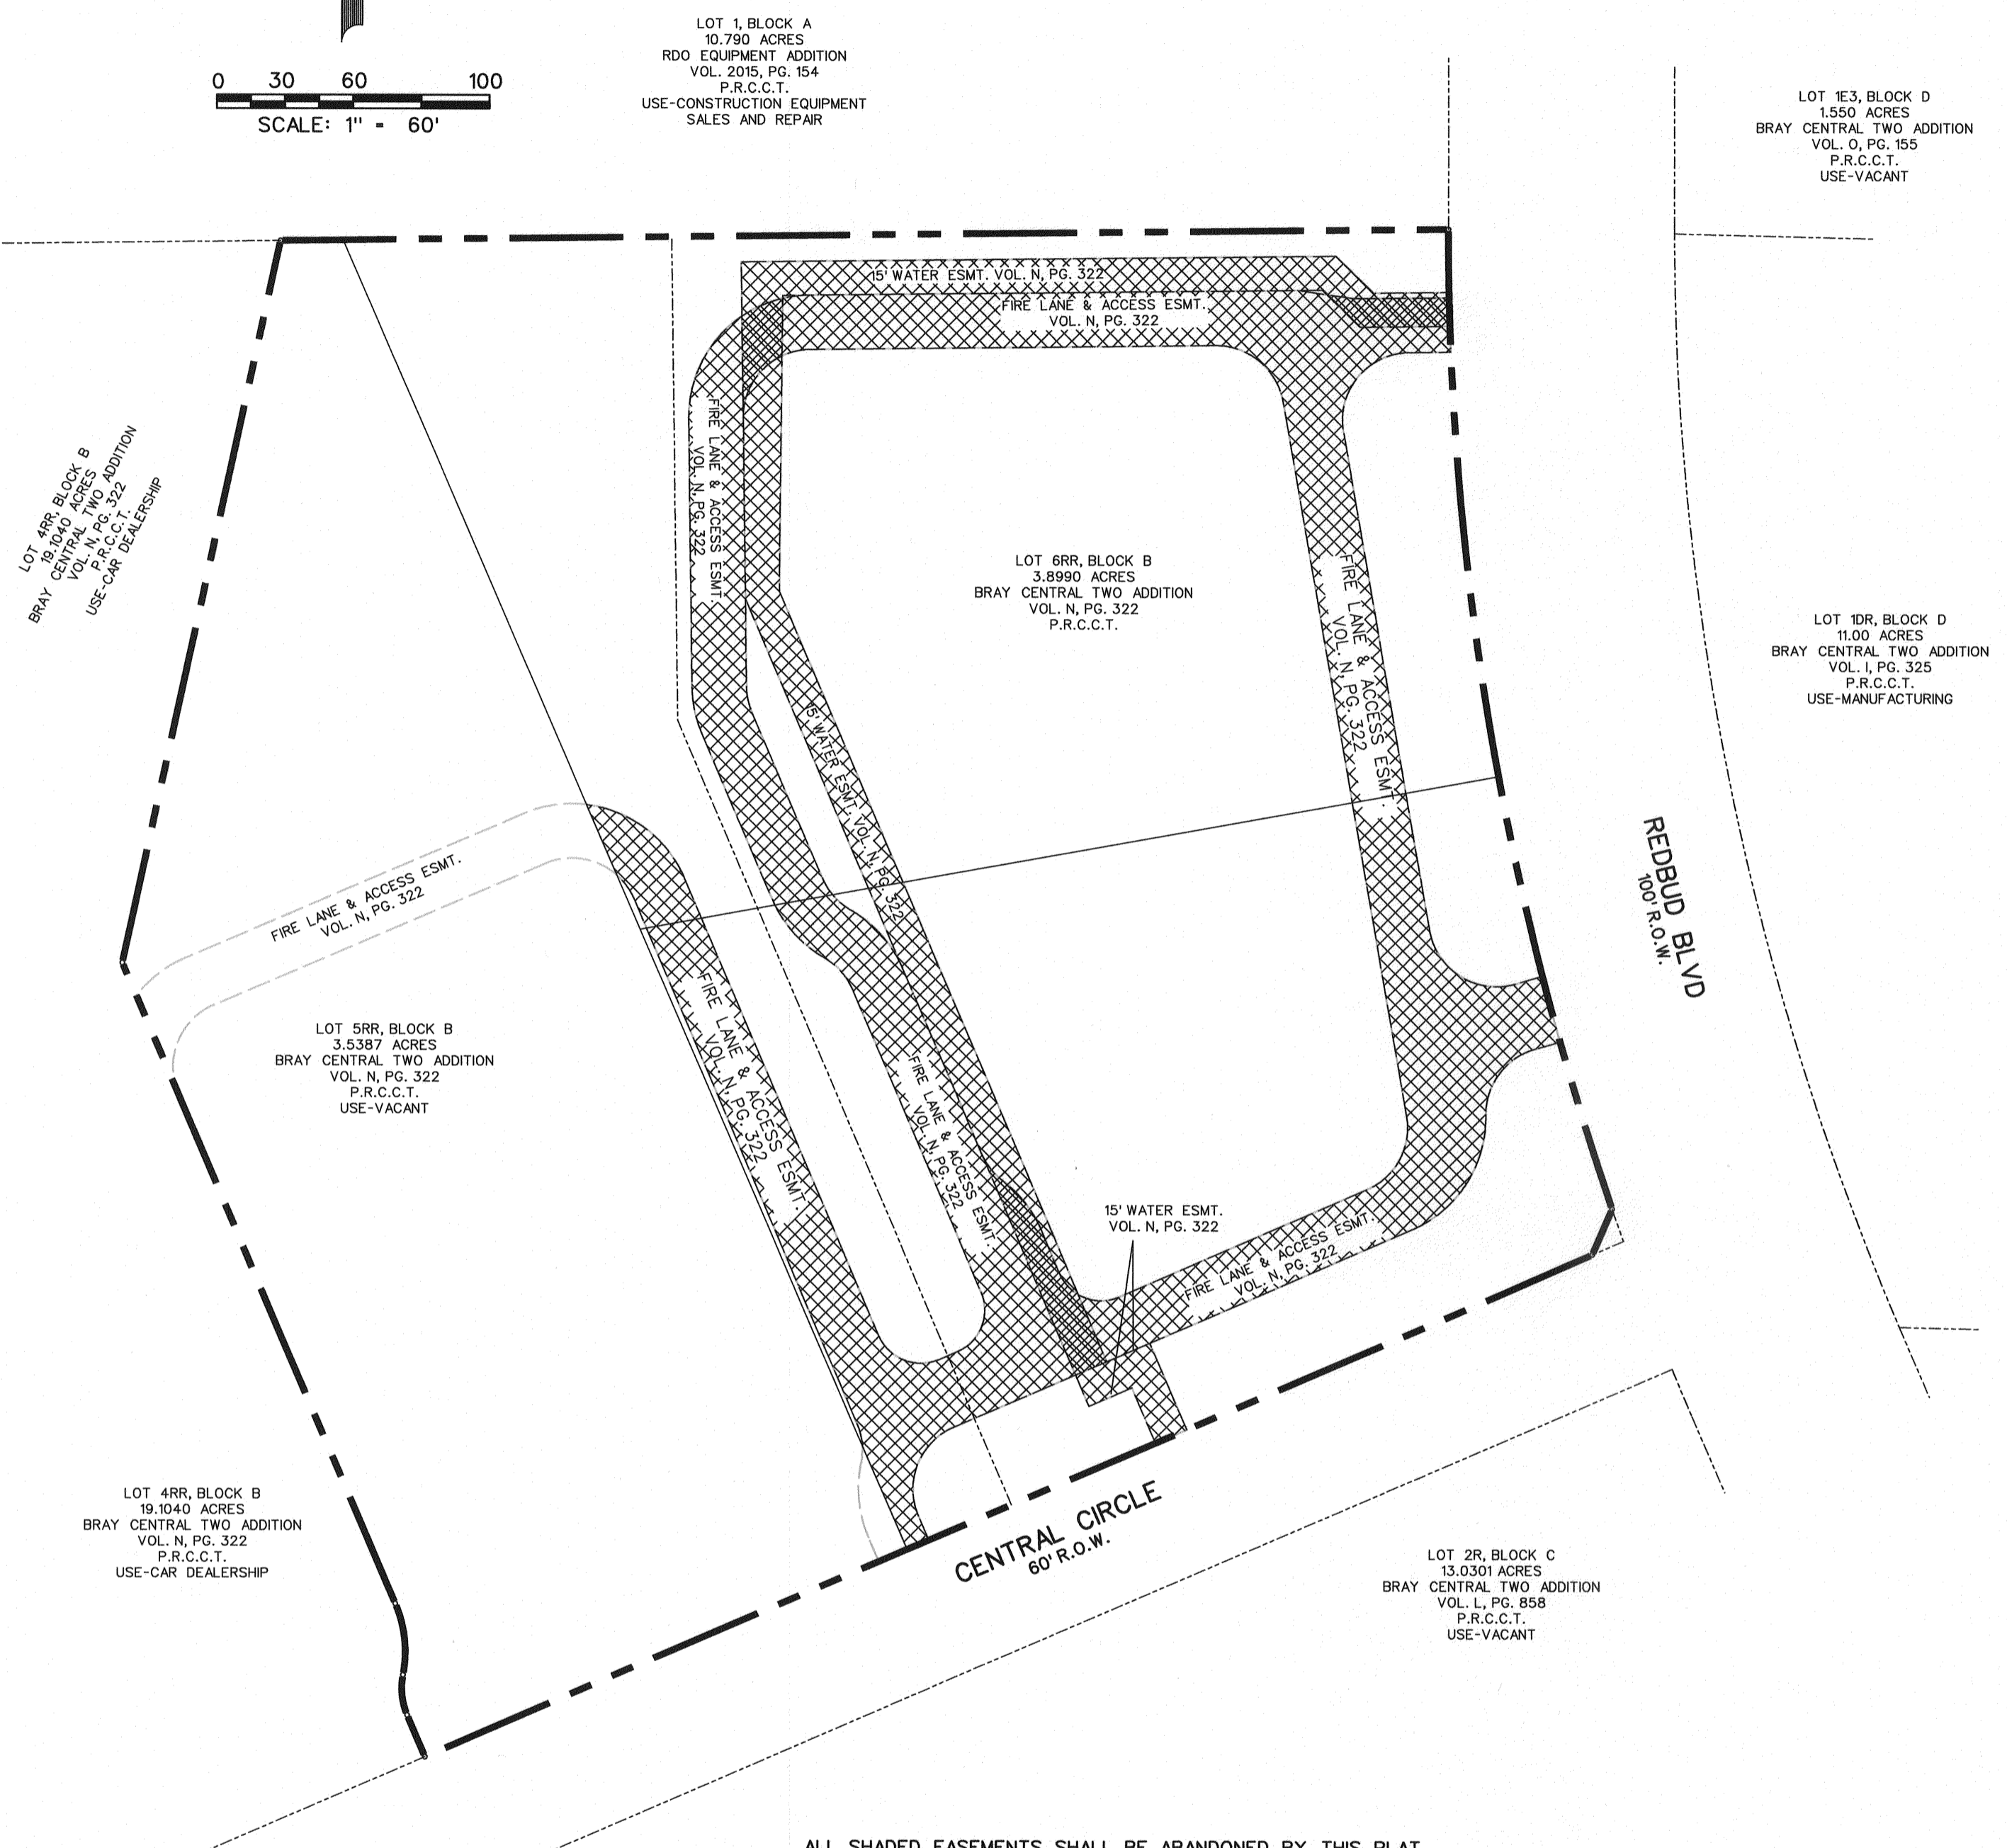 LOT 1, BLOCK A
10.790 ACRES
RDO EQUIPMENT ADDITION
VOL. 2015, PG. 154
P.R.C.C.T.
USE-CONSTRUCTION EQUIPMENT
SALES AND REPAIR
0 30 60 100
SCALE: 1" = 60'
LOT 1E3, BLOCK D
1.550 ACRES
BRAY CENTRAL TWO ADDITION
VOL. O, PG. 155
P.R.C.C.T.
USE-VACANT
15' WATER ESMT. VOL. N, PG. 322
FIRE LANE & ACCESS ESMT.
VOL. N, PG. 322
FIRE LANE & ACCESS ESMT.
VOL. N, PG. 322
LOT 4RR, BLOCK B
19.1040 ACRES
BRAY CENTRAL TWO ADDITION
VOL. N, PG. 322
P.R.C.C.T.
USE-CAR DEALERSHIP
LOT 6RR, BLOCK B
3.8990 ACRES
BRAY CENTRAL TWO ADDITION
VOL. N, PG. 322
P.R.C.C.T.
FIRE LANE & ACCESS ESMT.
VOL. N, PG. 322
LOT 1DR, BLOCK D
11.00 ACRES
BRAY CENTRAL TWO ADDITION
VOL. I, PG. 325
P.R.C.C.T.
USE-MANUFACTURING
15' WATER ESMT. VOL. N, PG. 322
REDBUD BLVD
100' R.O.W.
FIRE LANE & ACCESS ESMT.
VOL. N, PG. 322
LOT 5RR, BLOCK B
3.5387 ACRES
BRAY CENTRAL TWO ADDITION
VOL. N, PG. 322
P.R.C.C.T.
USE-VACANT
FIRE LANE & ACCESS ESMT.
VOL. N, PG. 322
FIRE LANE & ACCESS ESMT.
VOL. N, PG. 322
15' WATER ESMT.
VOL. N, PG. 322
FIRE LANE & ACCESS ESMT.
VOL. N, PG. 322
LOT 4RR, BLOCK B
19.1040 ACRES
BRAY CENTRAL TWO ADDITION
VOL. N, PG. 322
P.R.C.C.T.
USE-CAR DEALERSHIP
CENTRAL CIRCLE
60' R.O.W.
LOT 2R, BLOCK C
13.0301 ACRES
BRAY CENTRAL TWO ADDITION
VOL. L, PG. 858
P.R.C.C.T.
USE-VACANT
ALL SHADED EASEMENTS SHALL BE ABANDONED BY THIS PLAT